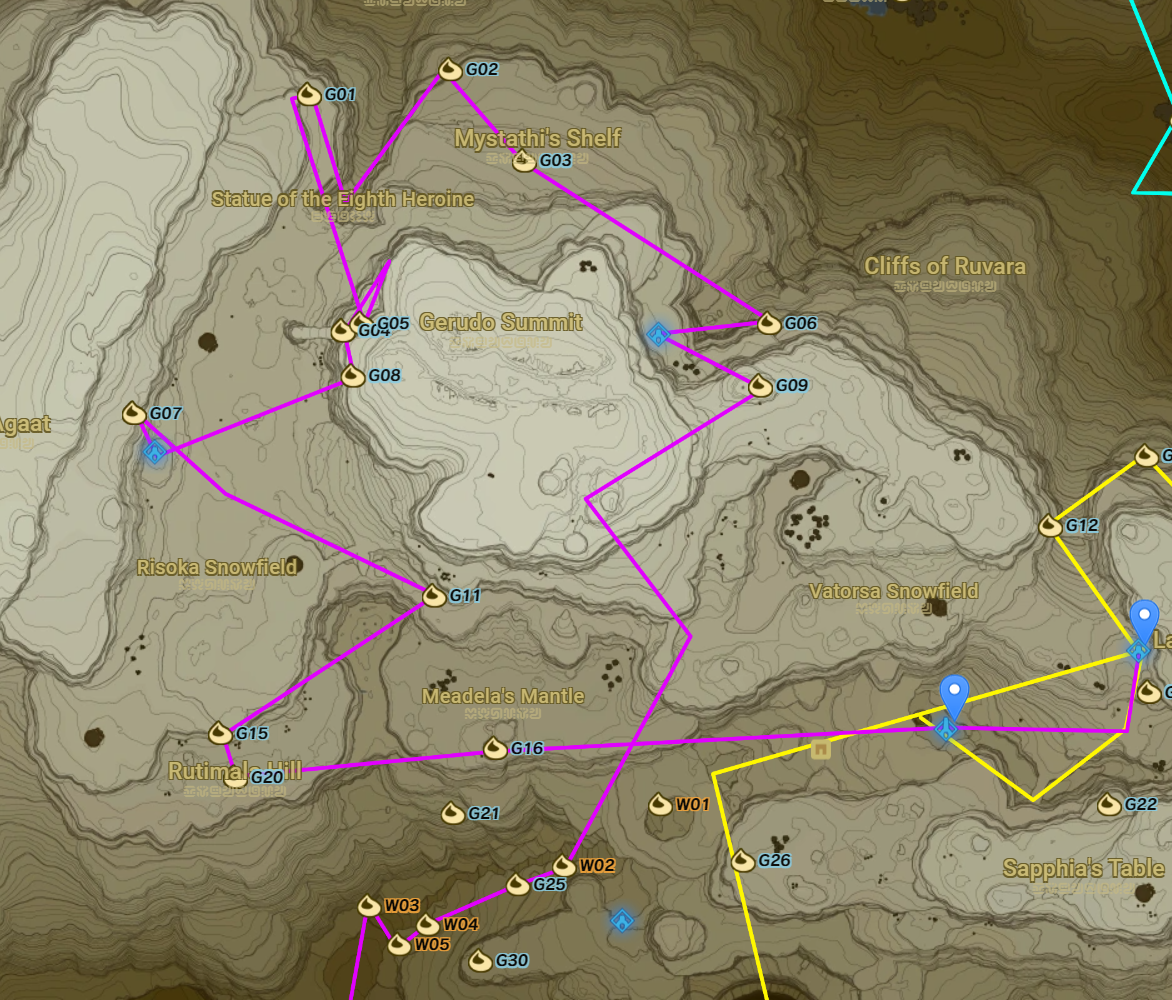 G02
G01
Mystathi's Shelf
G03
Statue of the Eighth Heroine
Cliffs of Ruvara
Gerudo Summit
G05
G04
G06
G08
G09
G07
Agaat
G12
Risoka Snowfield
G11
Vatorsa Snowfield
La
Meadela's Mantle
G
G15
G16
Rutimala Hill
G20
W01
G22
G21
G26
W02
Sapphia's Table
G25
W03
W04
W05
G30